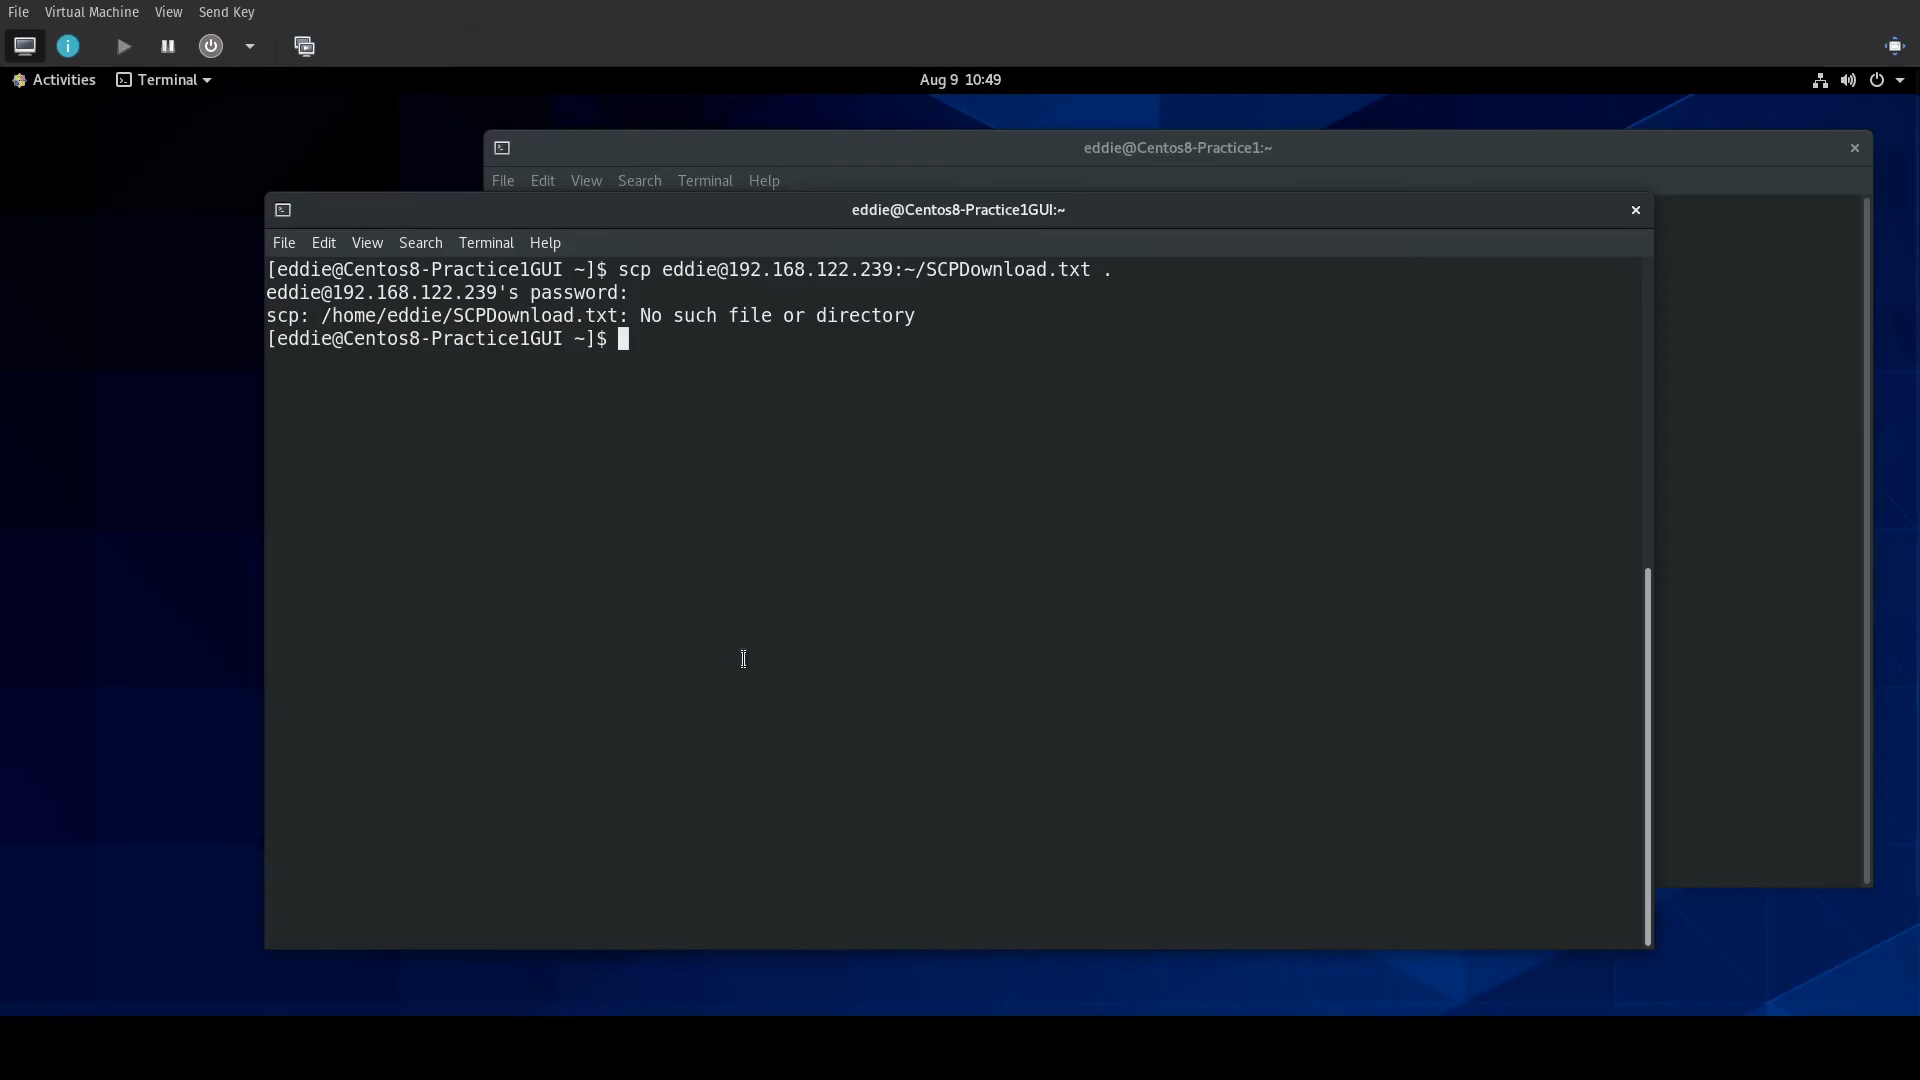 File Virtual Machine View Send Key
Activities Terminal Aug 9 10:49
eddie@Centos8-Practice1:~
File Edit View Search Terminal Help
eddie@Centos8-Practice1GUI:~
File Edit View Search Terminal Help
[eddie@Centos8-Practice1GUI ~]$ scp eddie@192.168.122.239:~/SCPDownload.txt .
eddie@192.168.122.239's password:
scp: /home/eddie/SCPDownload.txt: No such file or directory
[eddie@Centos8-Practice1GUI ~]$